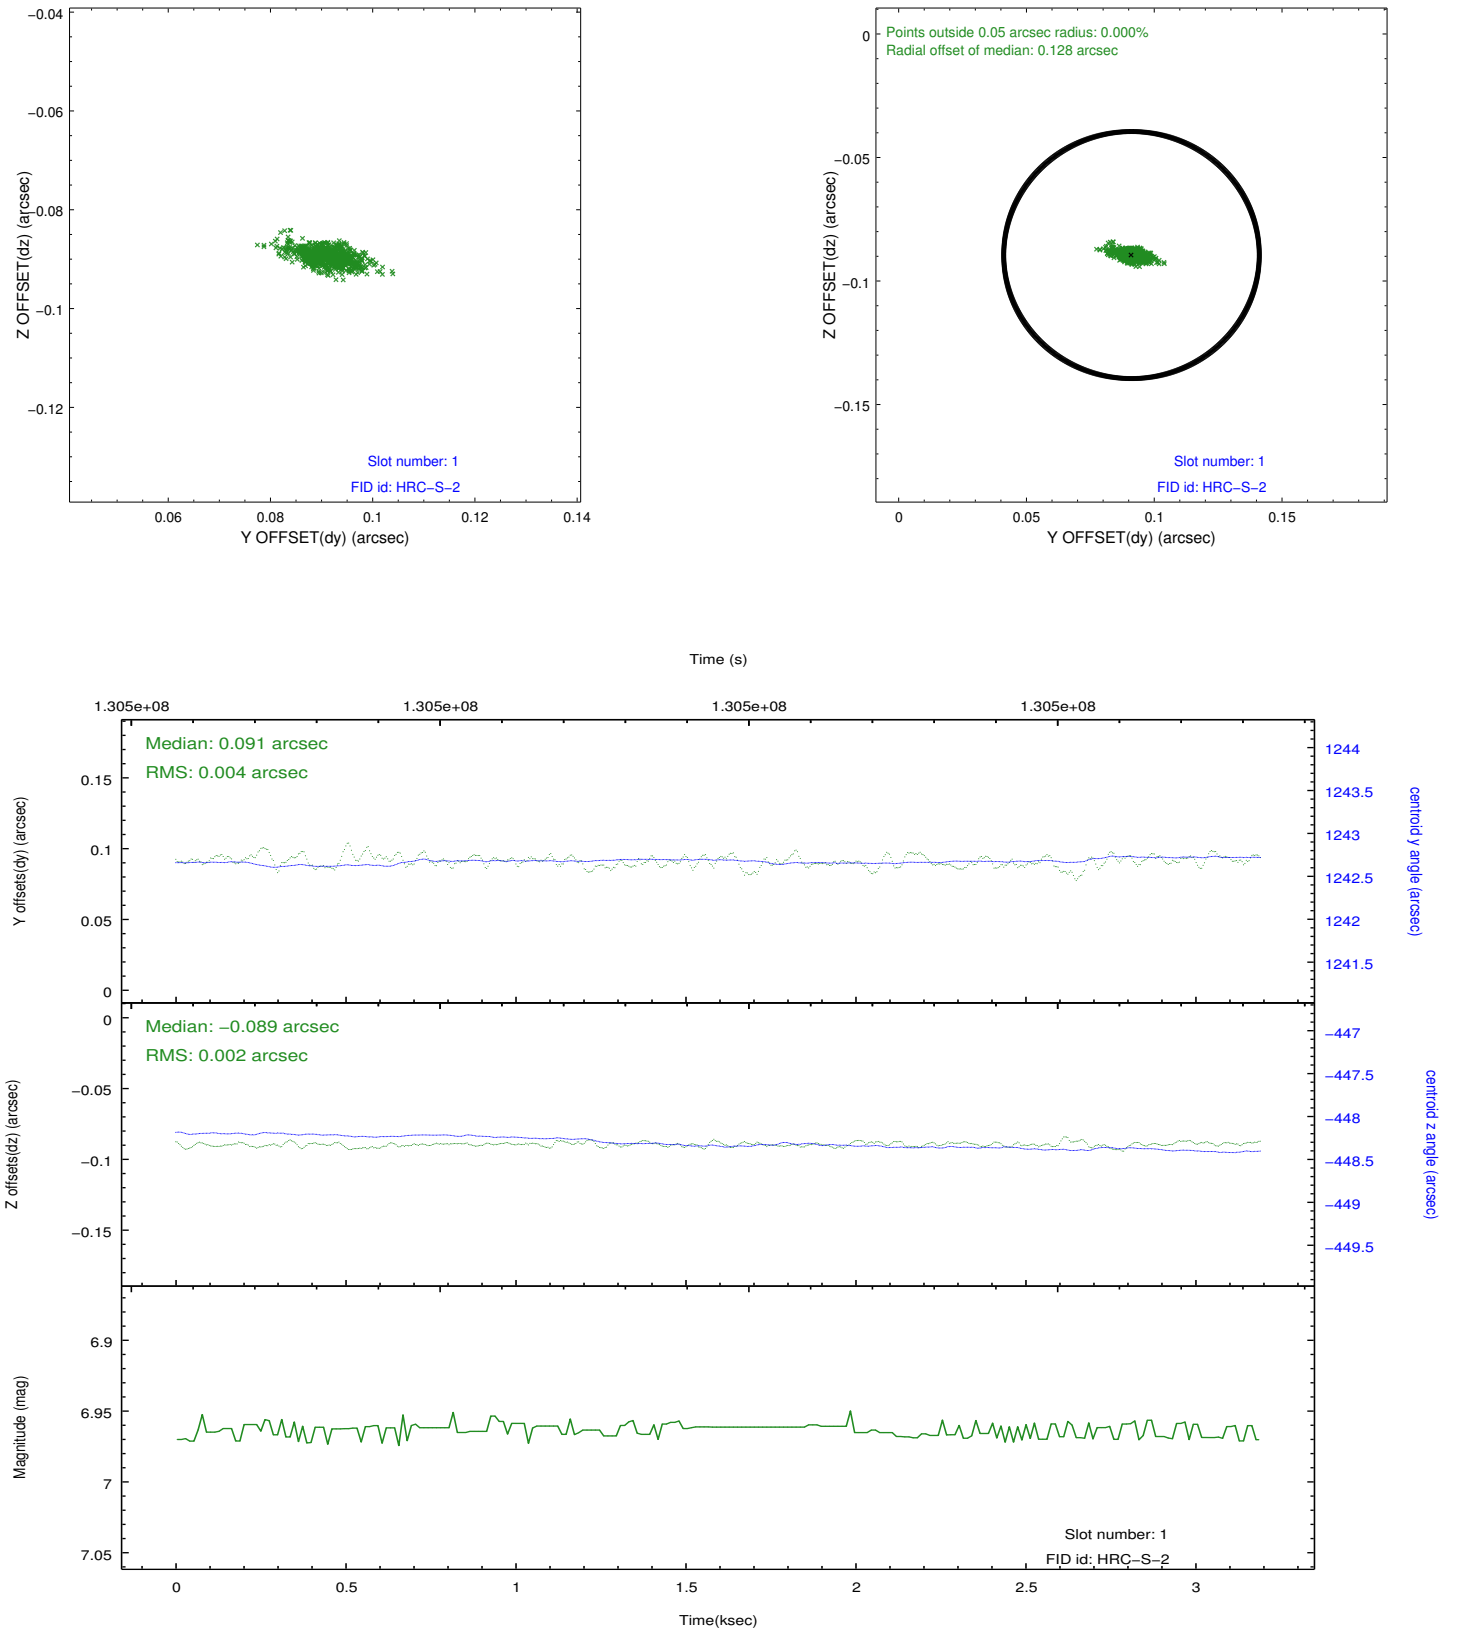 −0.04
−0.06
−0.08
−0.1
−0.12
Z OFFSET(dz) (arcsec)
Slot number: 1
FID id: HRC−S−2
0.06 0.08 0.1 0.12 0.14
Y OFFSET(dy) (arcsec)
Points outside 0.05 arcsec radius: 0.000%
Radial offset of median: 0.128 arcsec
0
−0.05
−0.1
−0.15
Z OFFSET(dz) (arcsec)
Slot number: 1
FID id: HRC−S−2
0 0.05 0.1 0.15
Y OFFSET(dy) (arcsec)
Time (s)
1.305e+08 1.305e+08 1.305e+08 1.305e+08
Median: 0.091 arcsec
RMS: 0.004 arcsec
0.15
0.1
0.05
0
Y offsets(dy) (arcsec)
1244
1243.5
1243
1242.5
1242
1241.5
centroid y angle (arcsec)
Median: −0.089 arcsec
RMS: 0.002 arcsec
0
−0.05
−0.1
−0.15
Z offsets(dz) (arcsec)
−447
−447.5
−448
−448.5
−449
−449.5
centroid z angle (arcsec)
6.9
6.95
7
7.05
Magnitude (mag)
Slot number: 1
FID id: HRC−S−2
0 0.5 1 1.5 2 2.5 3
Time(ksec)